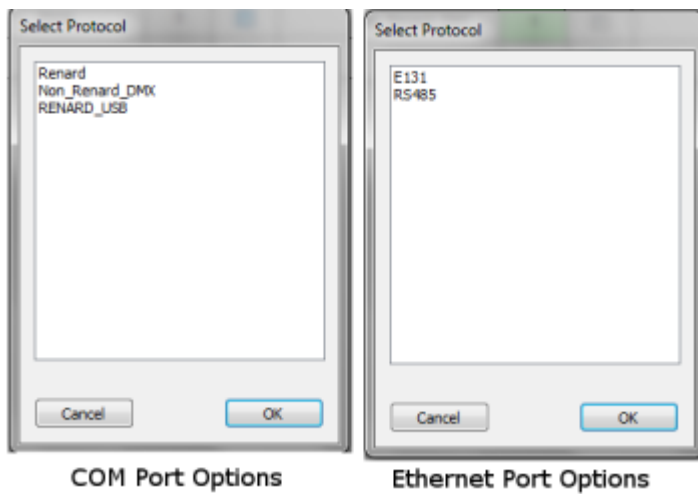 Select Protocol
Renard
Non_Renard_DMX
RENARD_USB
Cancel
OK
COM Port Options
Select Protocol
E131
RS485
Cancel
OK
Ethernet Port Options